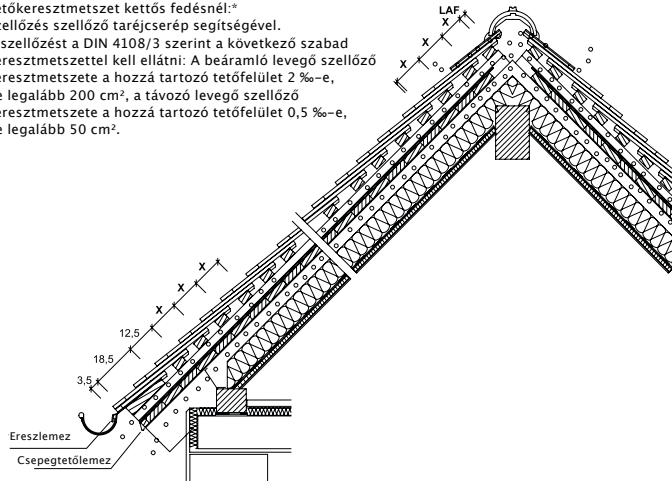 etőkeresztmetszet kettős fedésnél:*
zellőzés szellőző taréjcserép segítségével.
szellőzést a DIN 4108/3 szerint a következő szabad
eresztmetszettel kell ellátni: A beáramló levegő szellőző
eresztmetszete a hozzá tartozó tetőfelület 2 ‰-e,
e legalább 200 cm², a távozó levegő szellőző
eresztmetszete a hozzá tartozó tetőfelület 0,5 ‰-e,
e legalább 50 cm².
LAF
X
X
X
X
X
X
X
12,5
18,5
3,5
Ereszlemez
Csepegtetőlemez